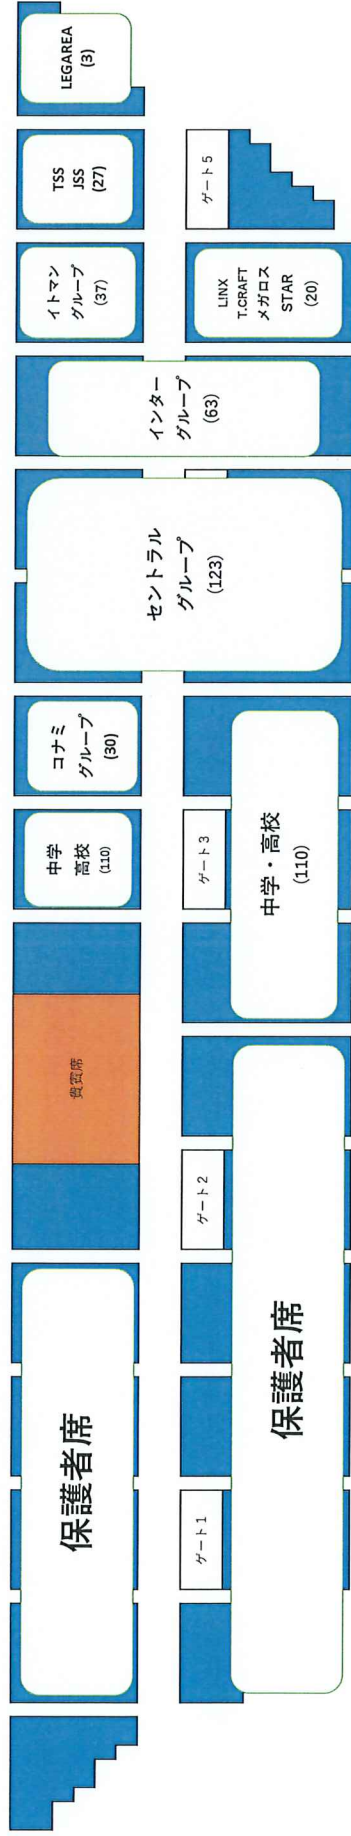 保護者席
貴賓席
中学
高校
(110)
コナミ
グループ
(30)
セントラル
グループ
(123)
インター
グループ
(63)
イトマン
グループ
(37)
TSS
JSS
(27)
LEGAREA
(3)
ゲート1
ゲート2
保護者席
ゲート3
中学・高校
(110)
LINX
T.CRAFT
メガロス
STAR
(20)
ゲート5